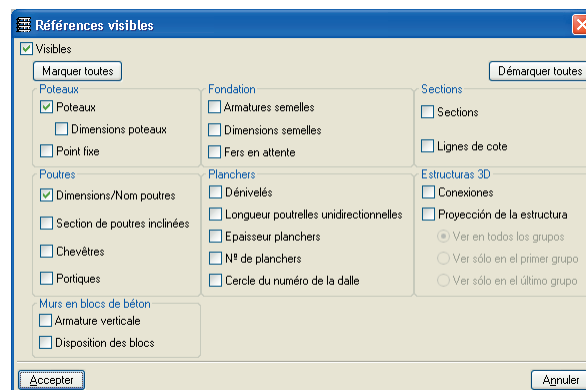 Références visibles
Visibles
Marquer toutes
Démarquer toutes
Poteaux
Poteaux
Dimensions poteaux
Point fixe
Fondation
Armatures semelles
Dimensions semelles
Fers en attente
Sections
Sections
Lignes de cote
Poutres
Dimensions/Nom poutres
Section de poutres inclinées
Chevêtres
Portiques
Planchers
Dénivelés
Longueur poutrelles unidirectionnelles
Epaisseur planchers
Nº de planchers
Cercle du numéro de la dalle
Estructuras 3D
Conexiones
Proyección de la estructura
Ver en todos los grupos
Ver sólo en el primer grupo
Ver sólo en el último grupo
Murs en blocs de béton
Armature verticale
Disposition des blocs
Accepter
Annuler